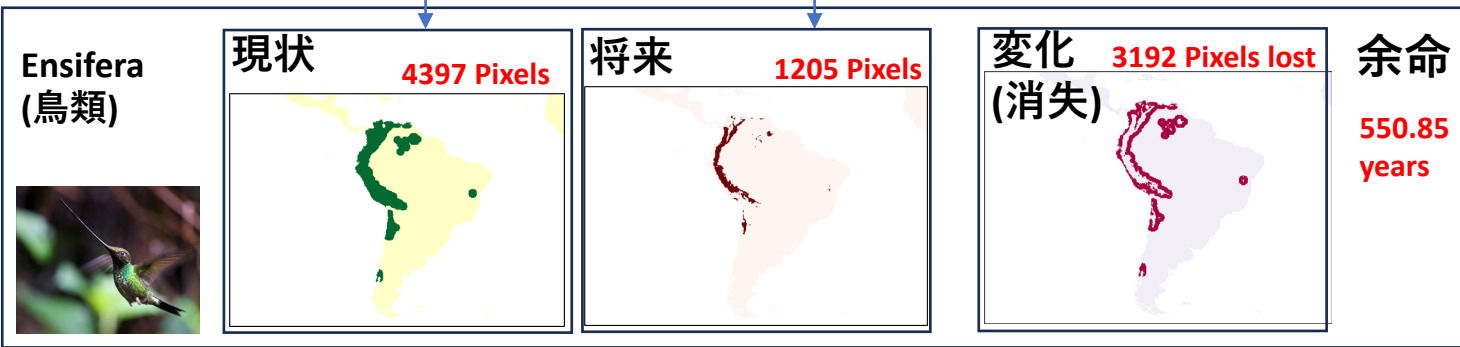 Ensifera
(鳥類)
現状
4397 Pixels
将来
1205 Pixels
変化
(消失)
3192 Pixels lost
余命
550.85
years